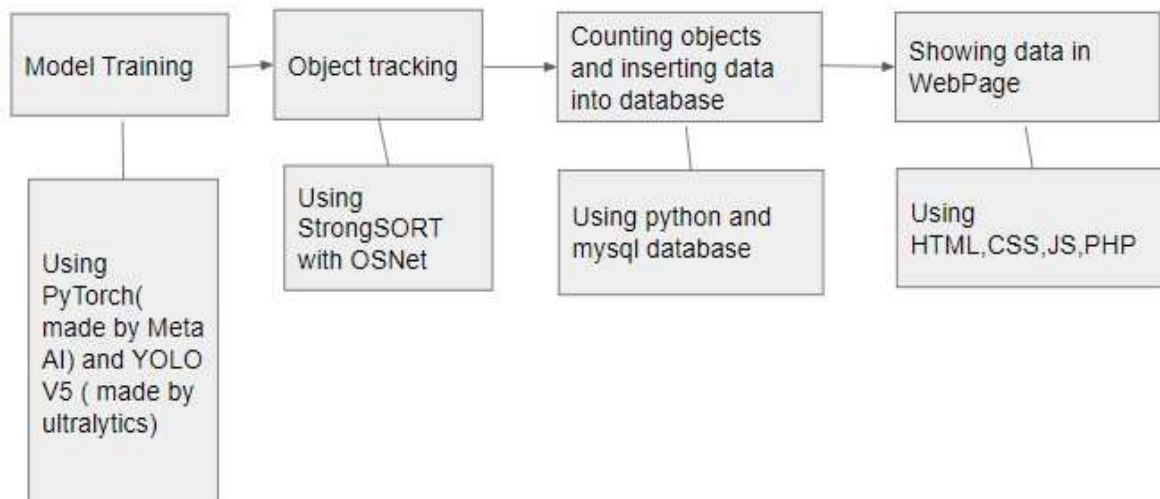 Model Training
Object tracking
Counting objects
and inserting data
into database
Showing data in
WebPage
Using
PyTorch(
made by Meta
AI) and YOLO
V5 ( made by
ultralytics)
Using
StrongSORT
with OSNet
Using python and
mysql database
Using
HTML,CSS,JS,PHP